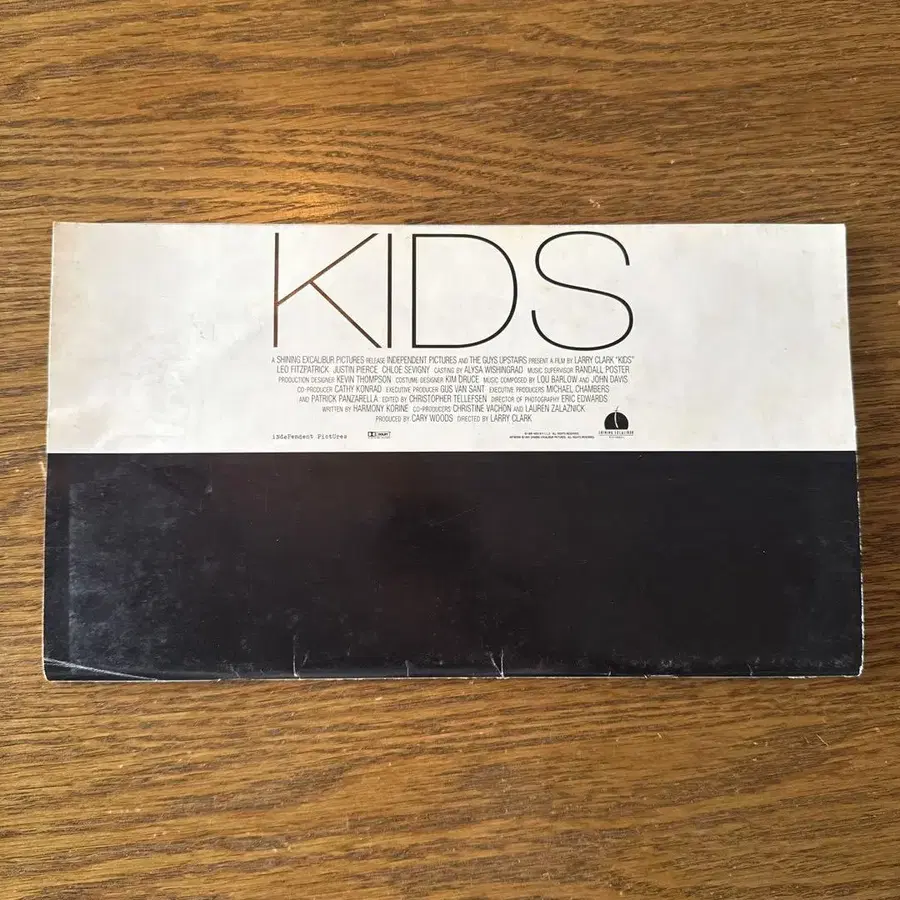 KIDS
A SHINING EXCALIBUR PICTURES RELEASE INDEPENDENT PICTURES AND THE GUYS UPSTAIRS PRESENT A FILM BY LARRY CLARK "KIDS"
LEO FITZPATRICK JUSTIN PIERCE CHLOE SEVIGNY CASTING BY ALYSA WISHINGRAD MUSIC SUPERVISOR RANDALL POSTER
PRODUCTION DESIGNER KEVIN THOMPSON COSTUME DESIGNER KIM DRUCE MUSIC COMPOSED BY LOU BARLOW AND JOHN DAVIS
CO-PRODUCER CATHY KONRAD EXECUTIVE PRODUCER GUS VAN SANT EXECUTIVE PRODUCERS MICHAEL CHAMBERS
AND PATRICK PANZARELLA EDITED BY CHRISTOPHER TELLEFSEN DIRECTOR OF PHOTOGRAPHY ERIC EDWARDS
WRITTEN BY HARMONY KORINE CO-PRODUCERS CHRISTINE VACHON AND LAUREN ZALAZNICK
PRODUCED BY CARY WOODS DIRECTED BY LARRY CLARK
indePendent PictUres
DOLBY
SHINING EXCALIBUR